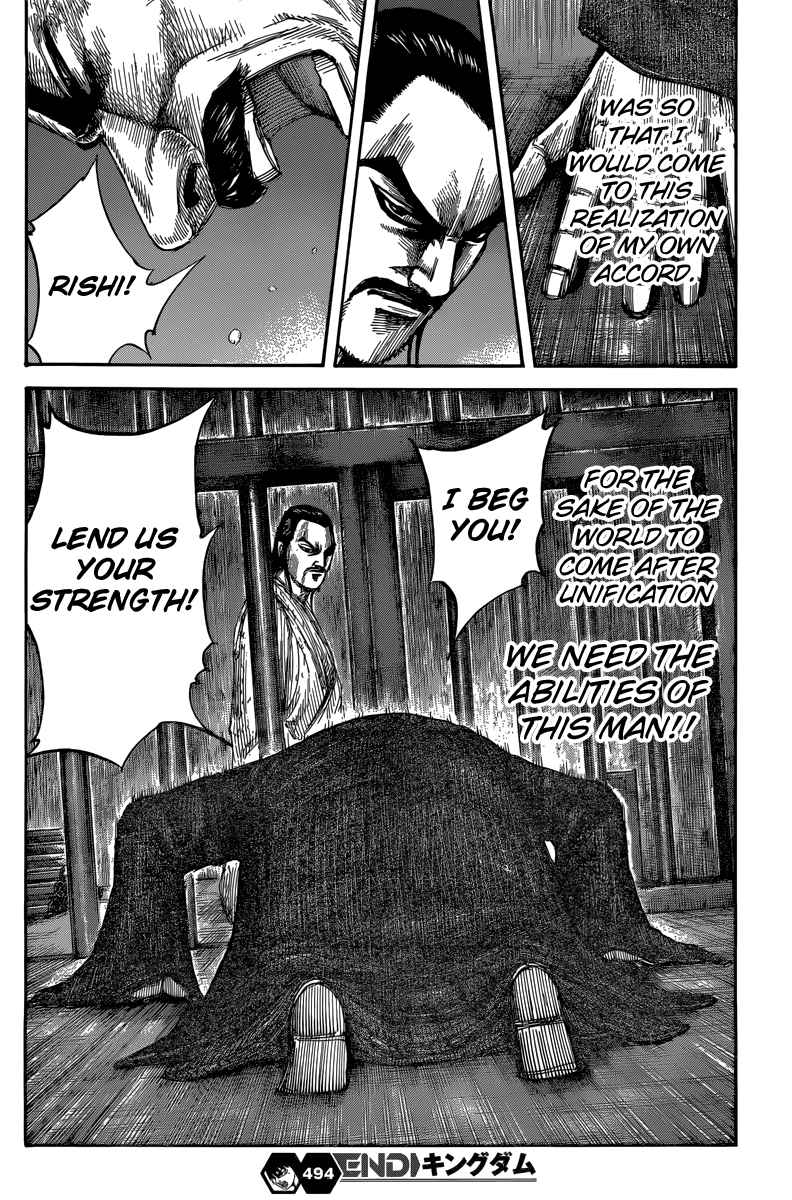 WAS SO
THAT I
WOULD COME
TO THIS
REALIZATION
OF MY OWN
ACCORD.
RISHI!
FOR THE
SAKE OF THE
WORLD TO
COME AFTER
UNIFICATION
WE NEED THE
ABILITIES OF
THIS MAN!!
I BEG
YOU!
LEND US
YOUR
STRENGTH!
494 END キングダム